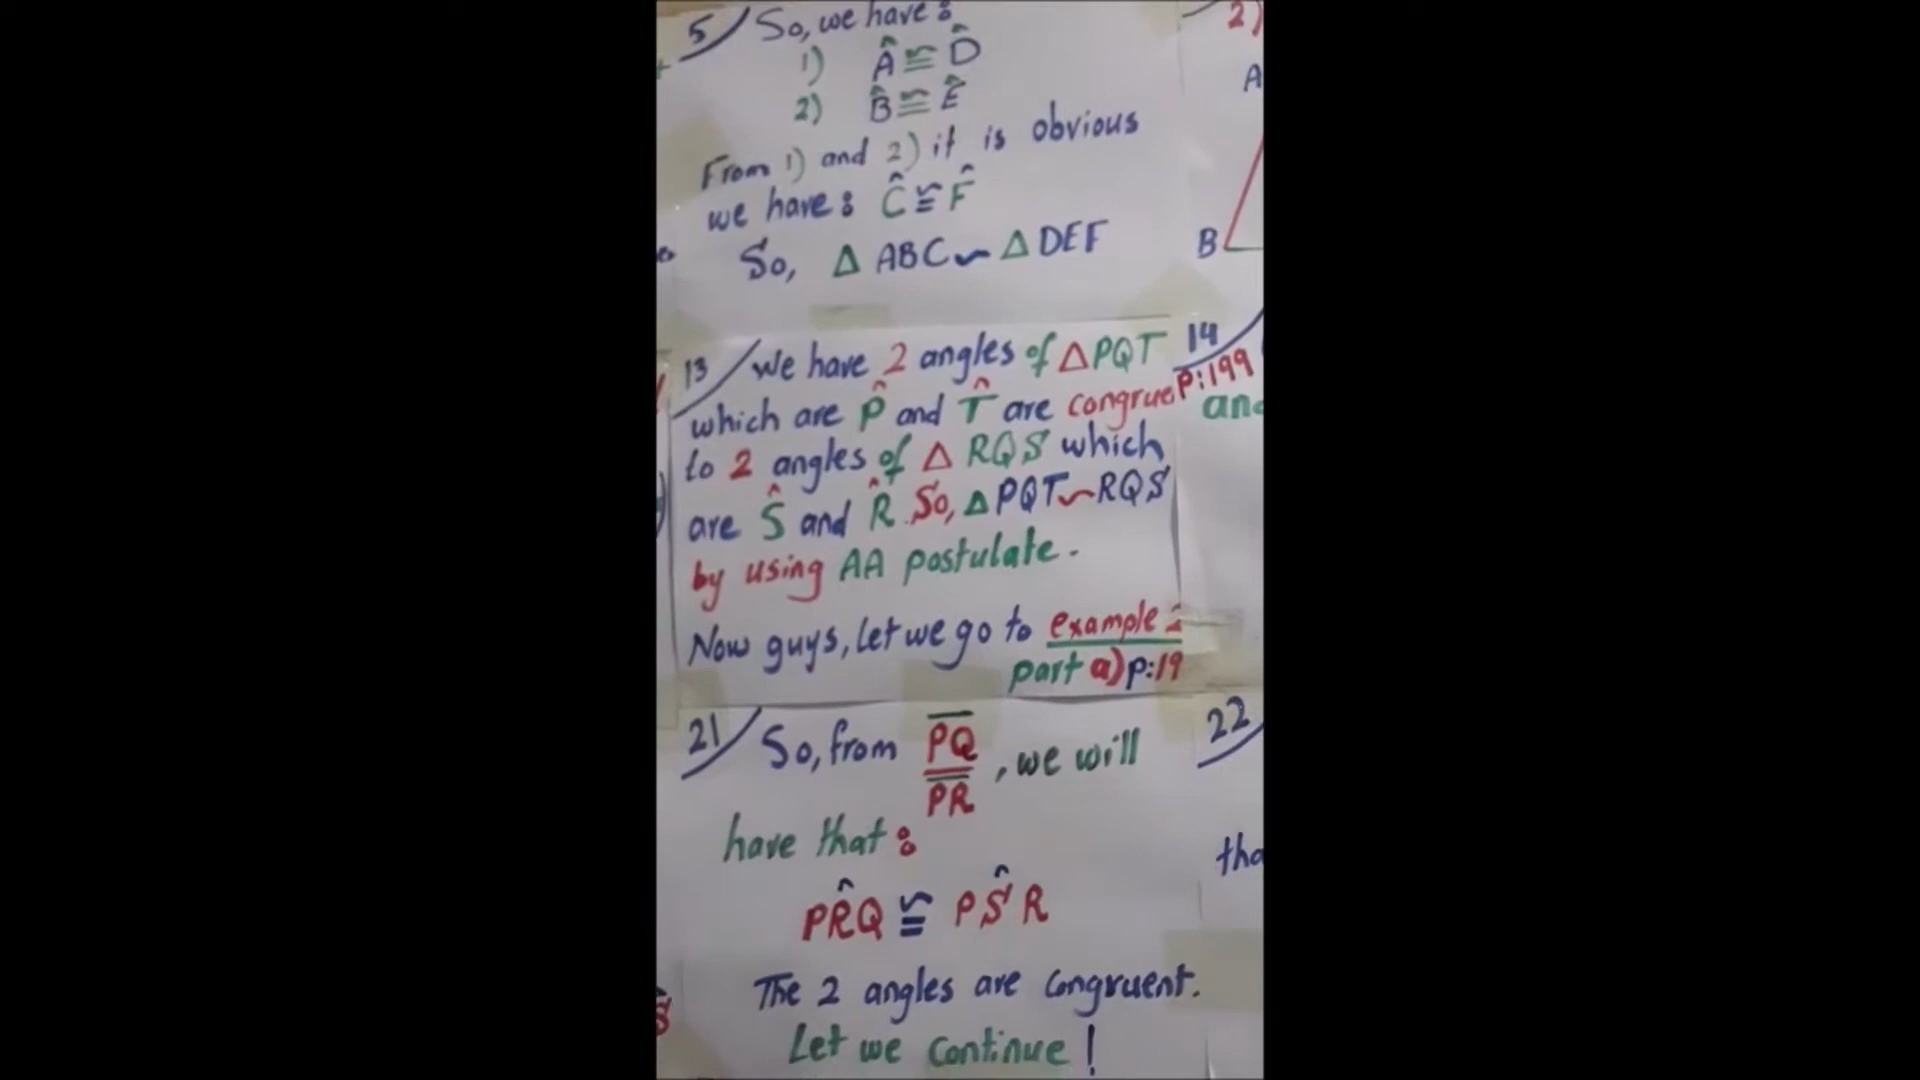 5 So, we have:
1) Â ≅ D̂
2) B̂ ≅ Ê
From 1) and 2) it is obvious
we have: Ĉ ≅ F̂
So, Δ ABC ~ Δ DEF
2)
A
B
13 We have 2 angles of Δ PQT
which are P̂ and T̂ are congrue
to 2 angles of Δ RQS which
are Ŝ and R̂. So, Δ PQT ~ RQS
by using AA postulate.
Now guys, Let we go to example 2
part a) p:19
14
p:199
21 So, from PQ/PR, we will
have that:
PR̂Q ≅ PŜR
The 2 angles are congruent.
Let we continue!
22